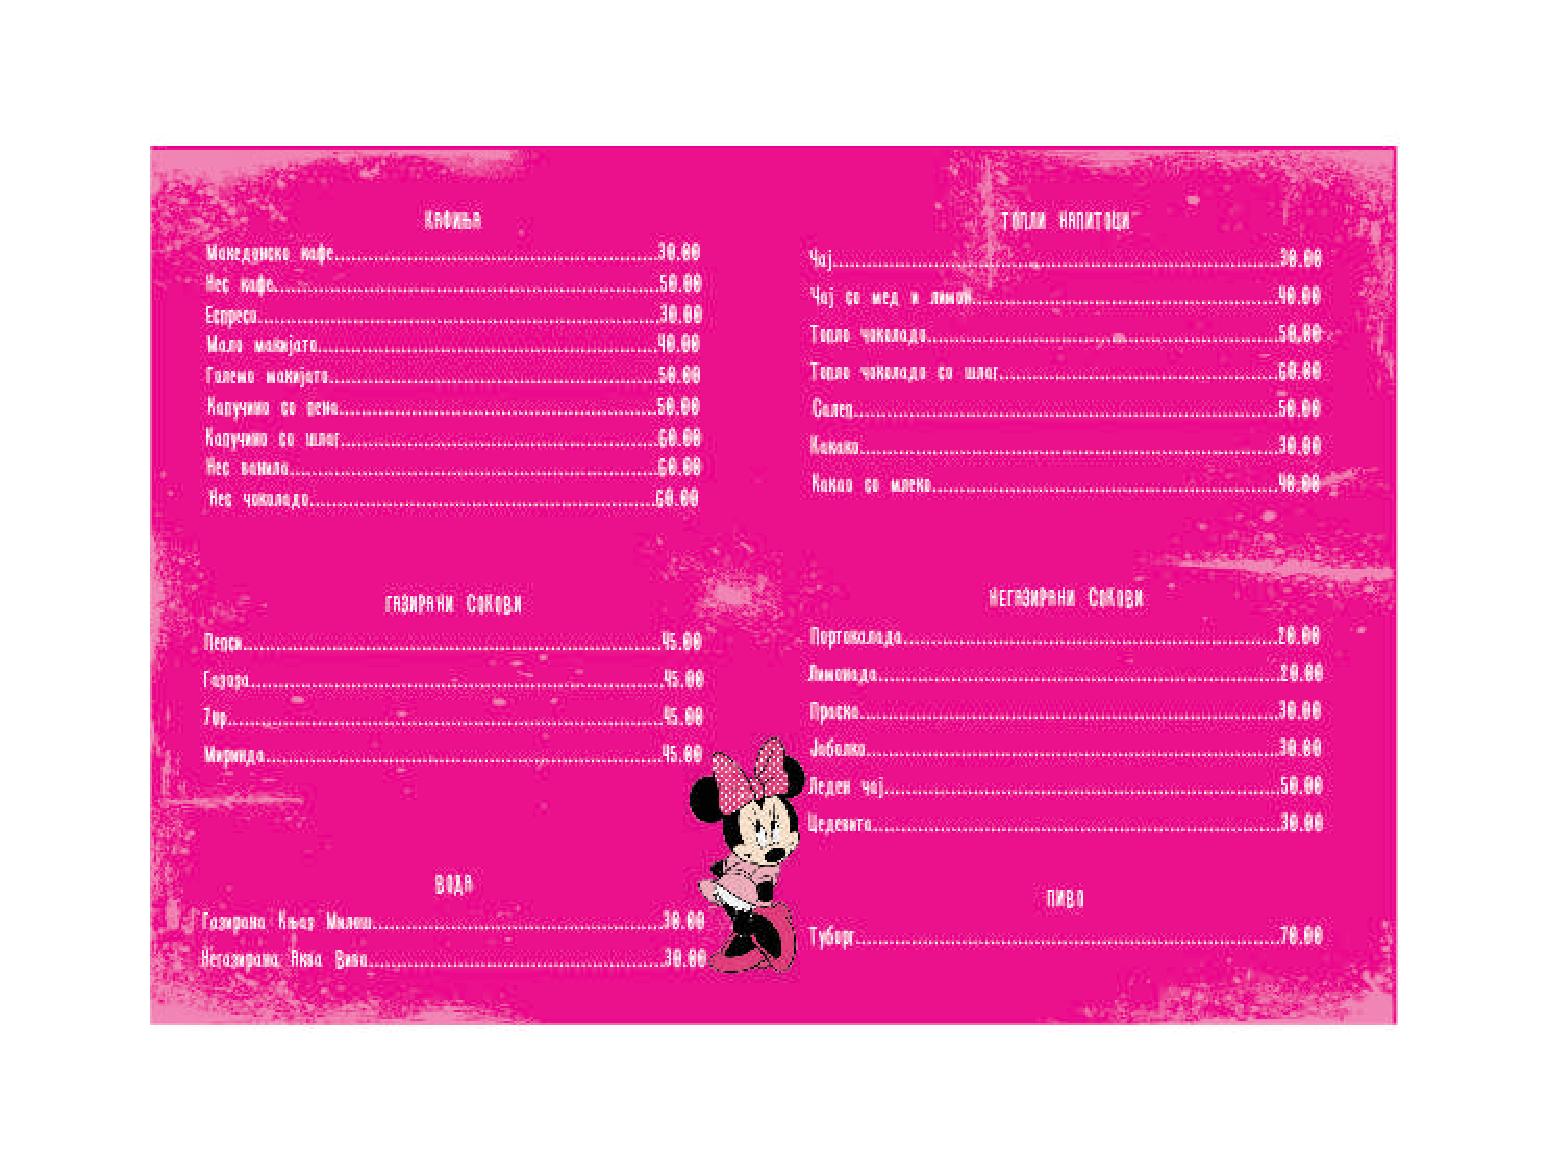 КАФИЊА
Македонско кафе 30.00
Нес кафе 50.00
Еспресо 30.00
Мало макијато 40.00
Големо макијато 50.00
Капучино со пена 50.00
Капучино со шлаг 60.00
Нес ванила 60.00
Нес чоколадо 60.00
ГАЗИРАНИ СОКОВИ
Пепси 45.00
Газоза 45.00
7up 45.00
Миринда 45.00
ВОДА
Газирана Књаз Милош 30.00
Негазирана Аква Вива 30.00
ТОПЛИ НАПИТОЦИ
Чај 30.00
Чај со мед и лимон 40.00
Топло чоколадо 50.00
Топло чоколадо со шлаг 60.00
Салеп 50.00
Какако 30.00
Какао со млеко 40.00
НЕГАЗИРАНИ СОКОВИ
Портокалада 20.00
Лимонада 20.00
Праска 30.00
Јаболко 30.00
Леден чај 50.00
Цедевита 30.00
ПИВО
Туборг 70.00